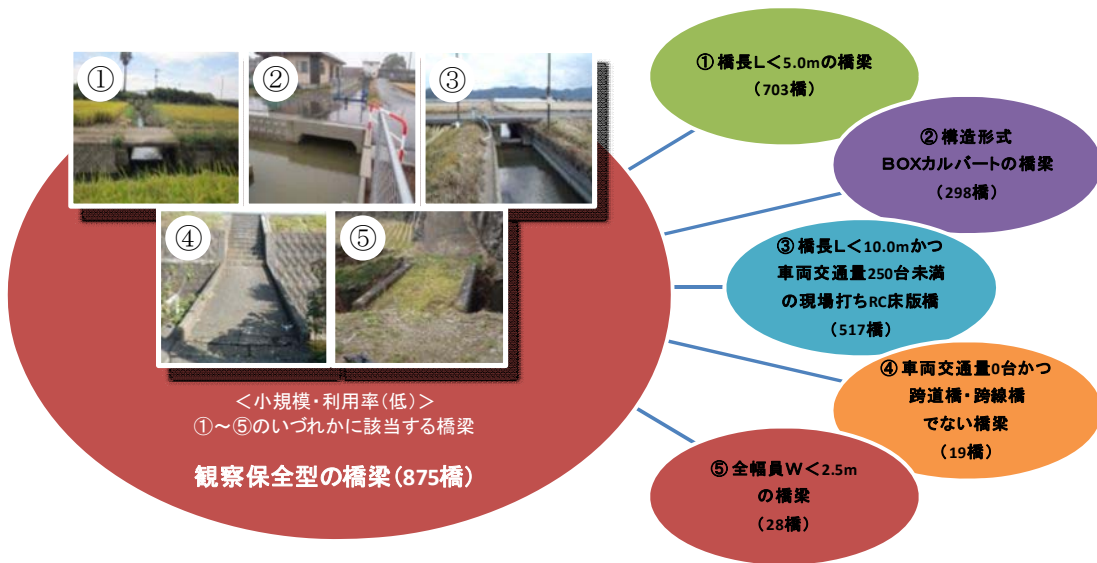 ①
②
③
④
⑤
＜小規模・利用率(低)＞
①～⑤のいづれかに該当する橋梁
観察保全型の橋梁(875橋)
①橋長L＜5.0mの橋梁
(703橋)
②構造形式
BOXカルバートの橋梁
(298橋)
③橋長L＜10.0mかつ
車両交通量250台未満
の現場打ちRC床版橋
(517橋)
④車両交通量0台かつ
跨道橋・跨線橋
でない橋梁
(19橋)
⑤全幅員W＜2.5m
の橋梁
(28橋)